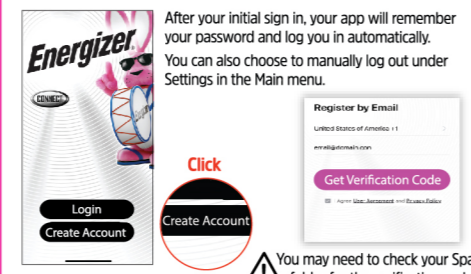 After your initial sign in, your app will remember
your password and log you in automatically.
You can also choose to manually log out under
Settings in the Main menu.
Energizer
CONNECT
Login
Create Account
Click
Create Account
Register by Email
United States of America +1
email@domain.con
Get Verification Code
Agree User Agreement and Privacy Policy
You may need to check your Spa